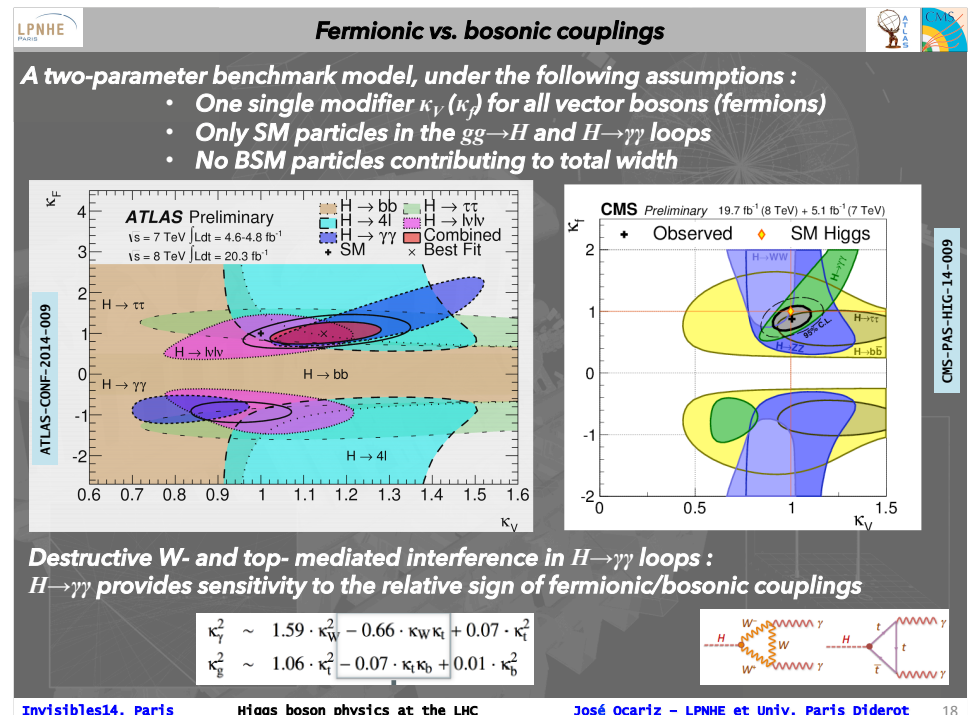 LPNHE
PARIS
Fermionic vs. bosonic couplings
ATLAS
CMS
A two-parameter benchmark model, under the following assumptions :
• One single modifier κV (κf) for all vector bosons (fermions)
• Only SM particles in the gg→H and H→γγ loops
• No BSM particles contributing to total width
ATLAS-CONF-2014-009
κF
ATLAS Preliminary
√s = 7 TeV ∫Ldt = 4.6-4.8 fb⁻¹
√s = 8 TeV ∫Ldt = 20.3 fb⁻¹
H → bb
H → ττ
H → 4l
H → lνlν
H → γγ
Combined
SM
Best Fit
4
3
2
1
0
-1
-2
H → ττ
H → lνlν
H → bb
H → γγ
H → 4l
0.6 0.7 0.8 0.9 1 1.1 1.2 1.3 1.4 1.5 1.6
κV
CMS Preliminary 19.7 fb⁻¹ (8 TeV) + 5.1 fb⁻¹ (7 TeV)
κf
Observed
SM Higgs
2
1
0
-1
-2
H→WW
H→γγ
H→ττ
95% C.L.
H→ZZ
H→bb̄
0 0.5 1 1.5
κV
CMS-PAS-HIG-14-009
Destructive W- and top- mediated interference in H→γγ loops :
H→γγ provides sensitivity to the relative sign of fermionic/bosonic couplings
κ²γ ~ 1.59 · κ²W − 0.66 · κWκt + 0.07 · κ²t
κ²g ~ 1.06 · κ²t − 0.07 · κtκb + 0.01 · κ²b
H
W⁻
W
W⁺
γ
γ
H
t
t
t̄
γ
γ
Invisibles14, Paris
Higgs boson physics at the LHC
José Ocariz – LPNHE et Univ. Paris Diderot
18